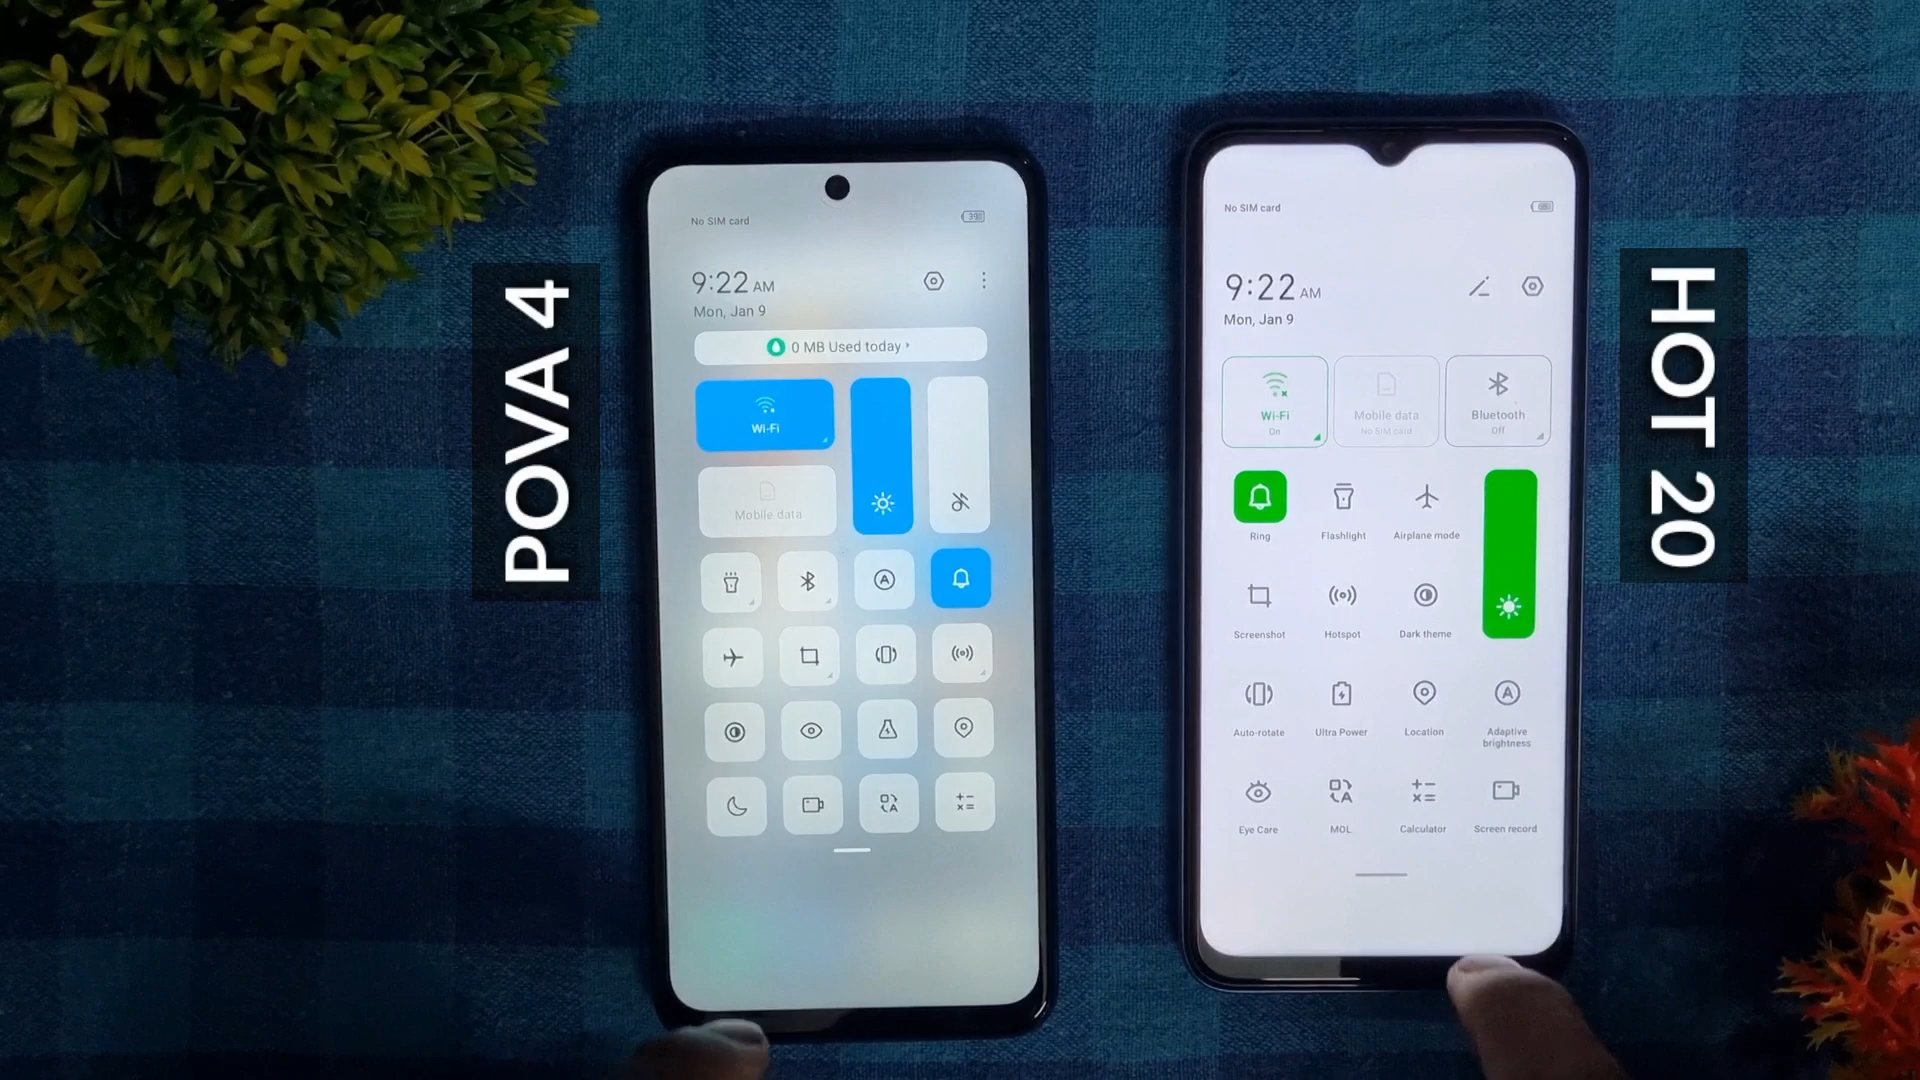 POVA 4
No SIM card
39
9:22 AM
Mon, Jan 9
0 MB Used today
Wi-Fi
Mobile data
A
A
HOT 20
No SIM card
9:22 AM
Mon, Jan 9
Wi-Fi
On
Mobile data
No SIM card
Bluetooth
Off
Ring
Flashlight
Airplane mode
Screenshot
Hotspot
Dark theme
A
Auto-rotate
Ultra Power
Location
Adaptive
brightness
A
Eye Care
MOL
Calculator
Screen record